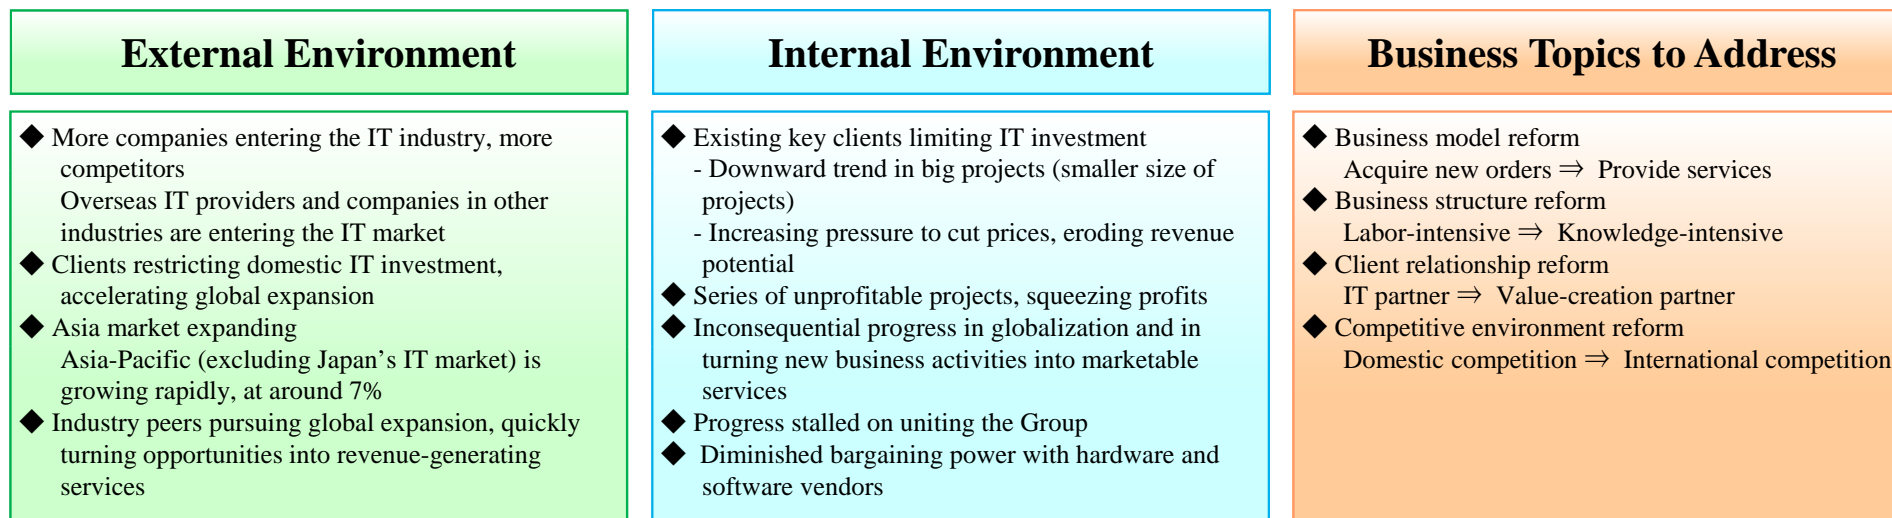 External Environment
◆ More companies entering the IT industry, more
competitors
Overseas IT providers and companies in other
industries are entering the IT market
◆ Clients restricting domestic IT investment,
accelerating global expansion
◆ Asia market expanding
Asia-Pacific (excluding Japan’s IT market) is
growing rapidly, at around 7%
◆ Industry peers pursuing global expansion, quickly
turning opportunities into revenue-generating
services
Internal Environment
◆ Existing key clients limiting IT investment
- Downward trend in big projects (smaller size of
projects)
- Increasing pressure to cut prices, eroding revenue
potential
◆ Series of unprofitable projects, squeezing profits
◆ Inconsequential progress in globalization and in
turning new business activities into marketable
services
◆ Progress stalled on uniting the Group
◆ Diminished bargaining power with hardware and
software vendors
Business Topics to Address
◆ Business model reform
Acquire new orders ⇒ Provide services
◆ Business structure reform
Labor-intensive ⇒ Knowledge-intensive
◆ Client relationship reform
IT partner ⇒ Value-creation partner
◆ Competitive environment reform
Domestic competition ⇒ International competition